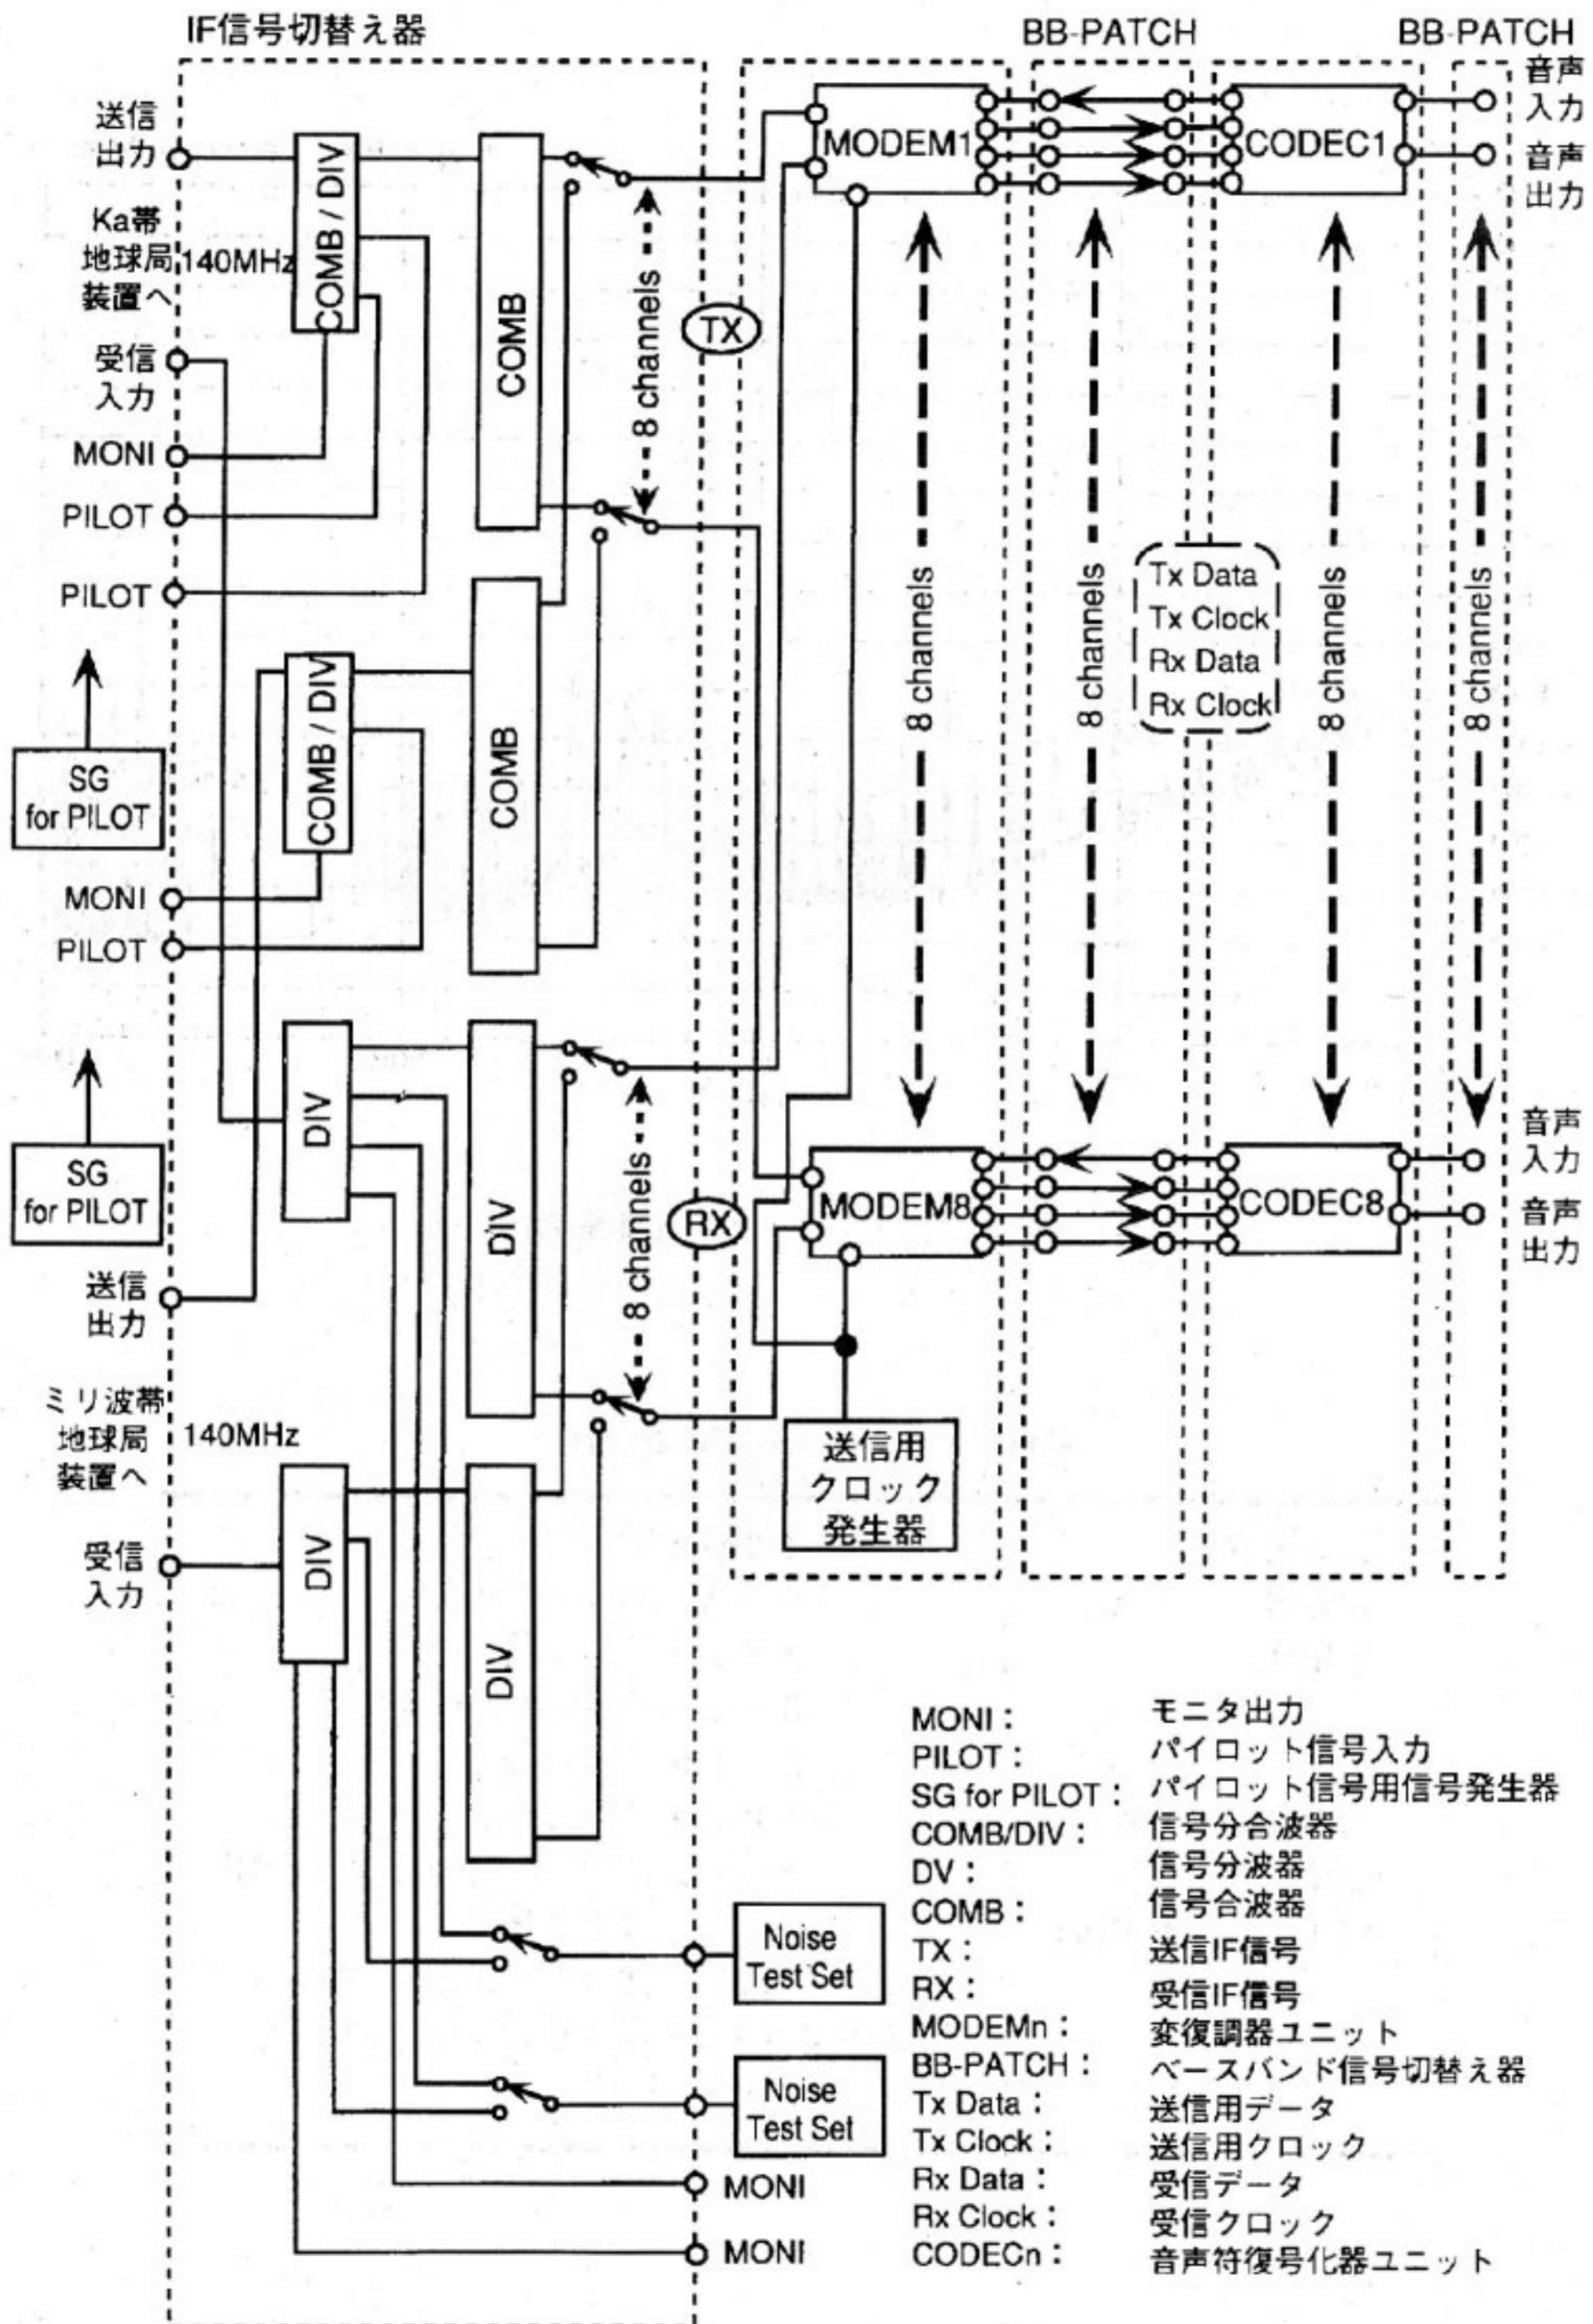 IF信号切替え器
BB-PATCH
BB-PATCH
送信
出力
Ka帯
地球局
装置へ
140MHz
受信
入力
MONI
PILOT
PILOT
SG
for PILOT
MONI
PILOT
SG
for PILOT
送信
出力
ミリ波帯
地球局
装置へ
140MHz
受信
入力
COMB / DIV
COMB
8 channels
TX
COMB / DIV
COMB
DIV
DIV
8 channels
RX
DIV
DIV
Noise
Test Set
Noise
Test Set
MONI
MONI
MODEM1
CODEC1
音声
入力
音声
出力
8 channels
8 channels
Tx Data
Tx Clock
Rx Data
Rx Clock
8 channels
8 channels
MODEM8
CODEC8
音声
入力
音声
出力
送信用
クロック
発生器
MONI： モニタ出力
PILOT： パイロット信号入力
SG for PILOT： パイロット信号用信号発生器
COMB/DIV： 信号分合波器
DV： 信号分波器
COMB： 信号合波器
TX： 送信IF信号
RX： 受信IF信号
MODEMn： 変復調器ユニット
BB-PATCH： ベースバンド信号切替え器
Tx Data： 送信用データ
Tx Clock： 送信用クロック
Rx Data： 受信データ
Rx Clock： 受信クロック
CODECn： 音声符復号化器ユニット